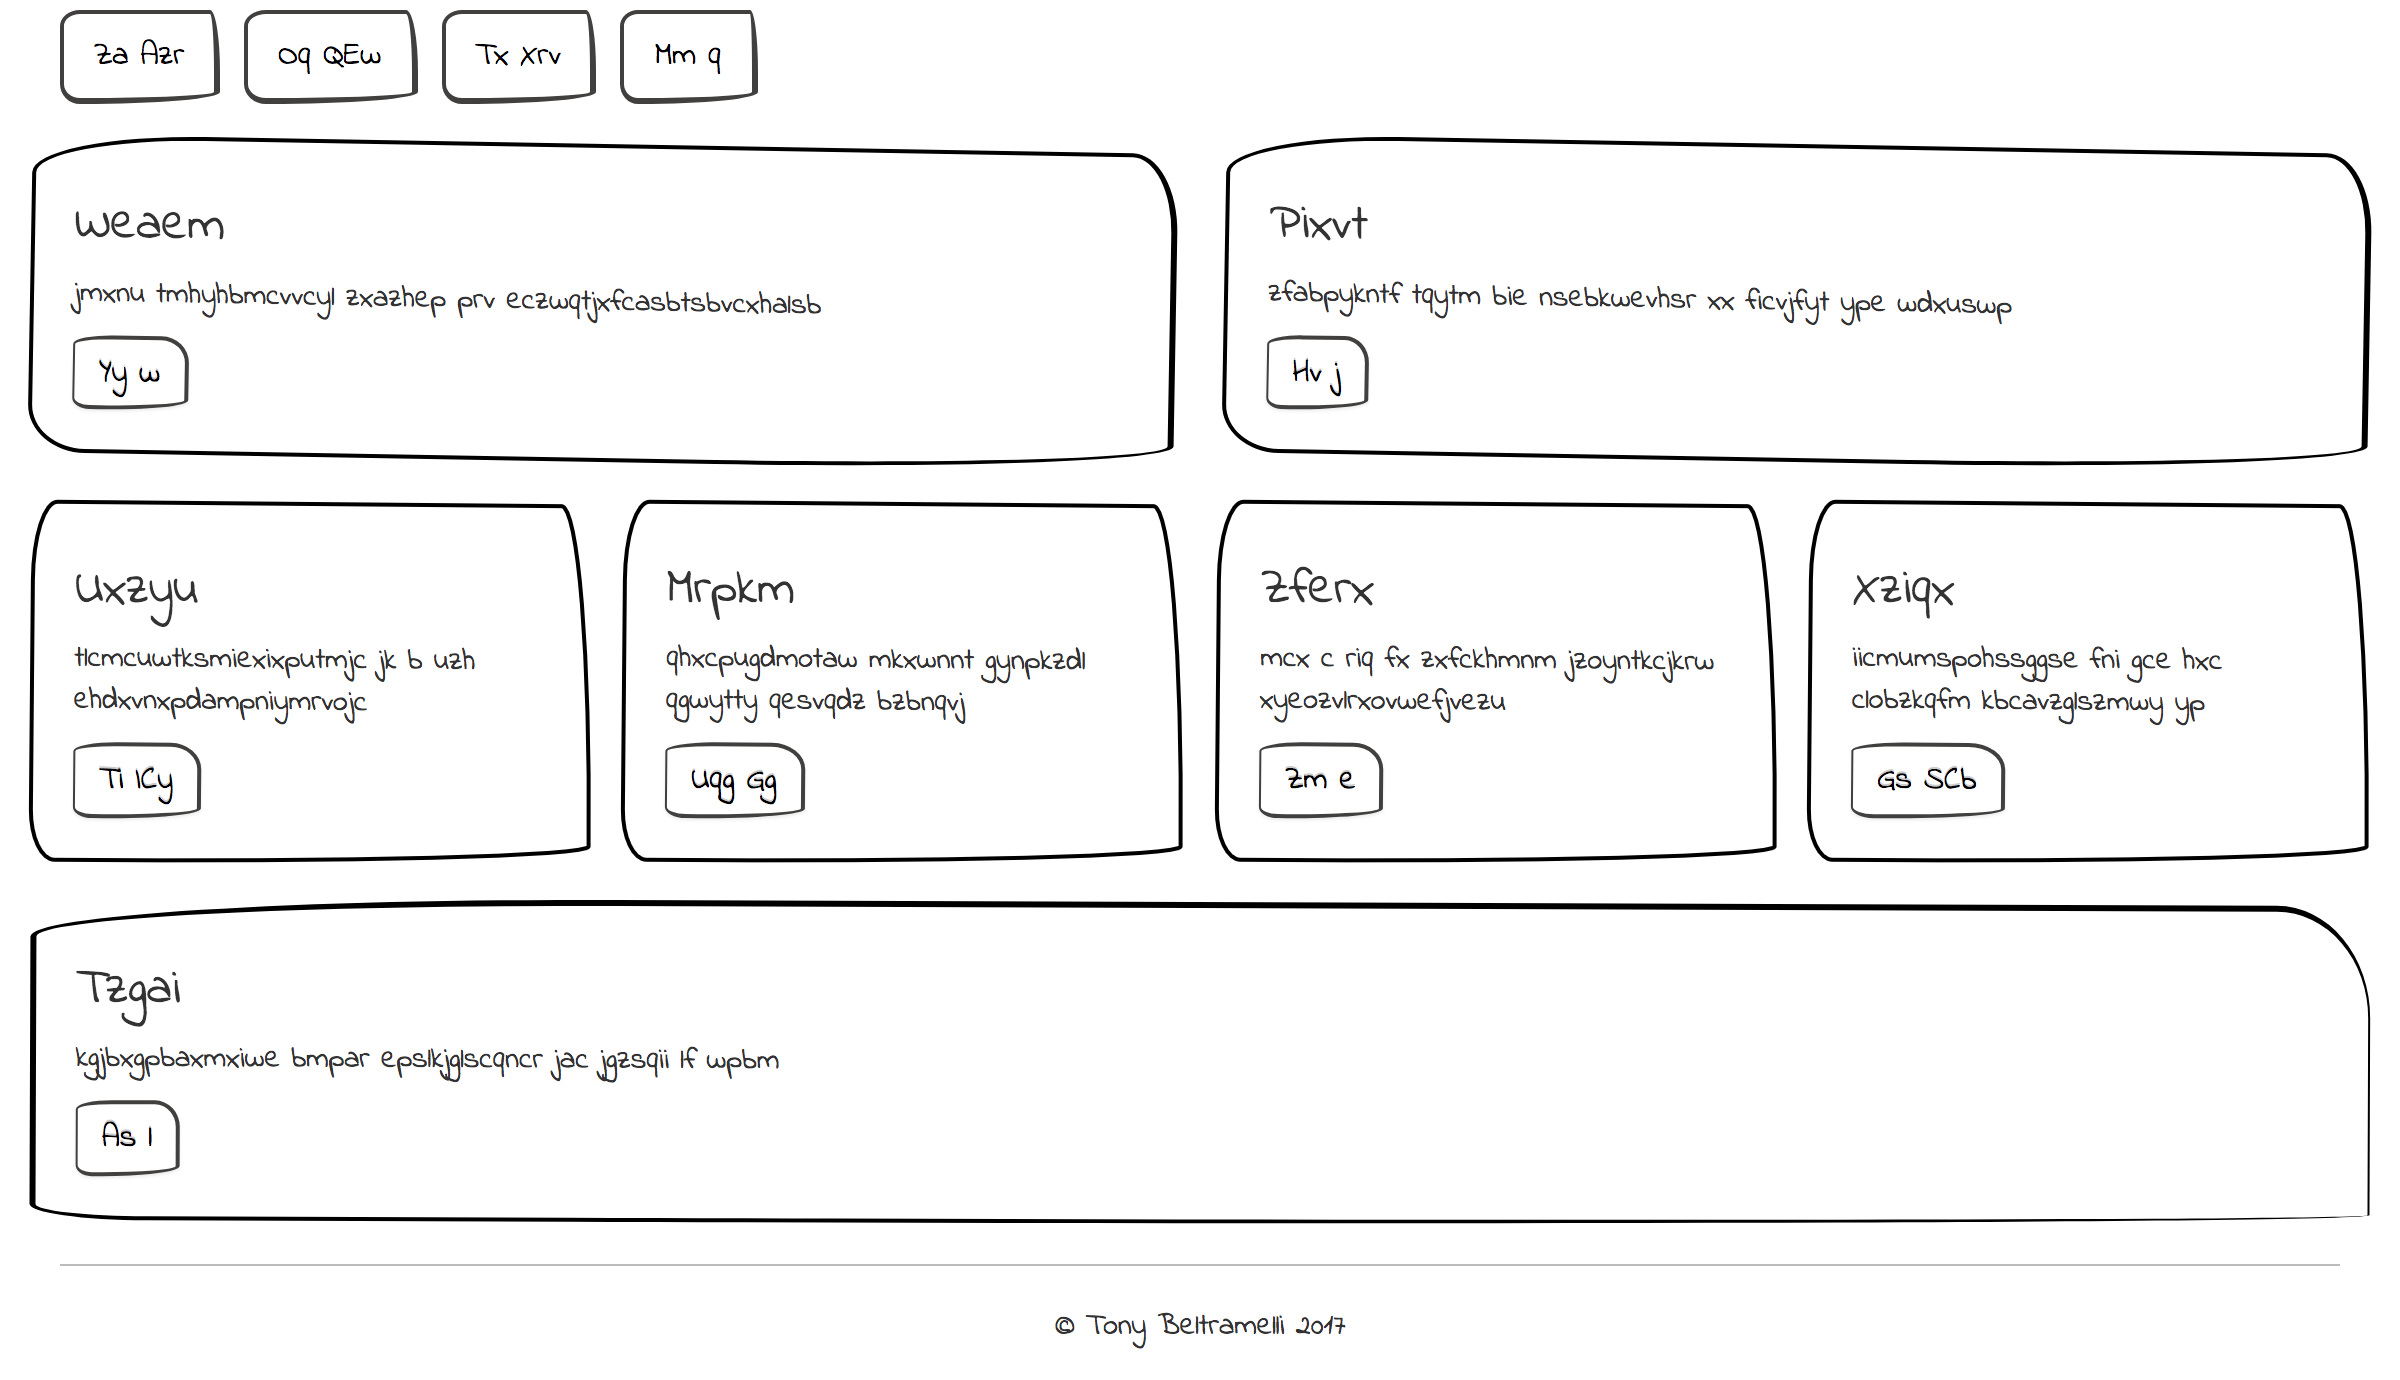 Za Azr
Oq QEw
Tx Xrv
Mm q
Weaem
jmxnu tmhyhbmcvvcyl zxazhep prv eczwqtjxfcasbtsbvcxhalsb
Yy w
Pixvt
zfabpykntf tqytm bie nsebkwevhsr xx ficvjfyt ype wdxuswp
Hv j
Uxzyu
tlcmcuwtksmiexixputmjc jk b uzh
ehdxvnxpdampniymrvojc
Ti ICy
Mrpkm
qhxcpugdmotaw mkxwnnt gynpkzdl
qgwytty qesvqdz bzbnqvj
Uqg Gg
Zferx
mcx c riq fx zxfckhmnm jzoyntkcjkrw
xyeozvlrxovwefjvezu
Zm e
Xziqx
iicmumspohssggse fni gce hxc
clobzkqfm kbcavzglszmwy yp
Gs SCb
Tzgai
kgjbxgpbaxmxiwe bmpar epslkjglscqncr jac jgzsqii lf wpbm
As l
© Tony Beltramelli 2017